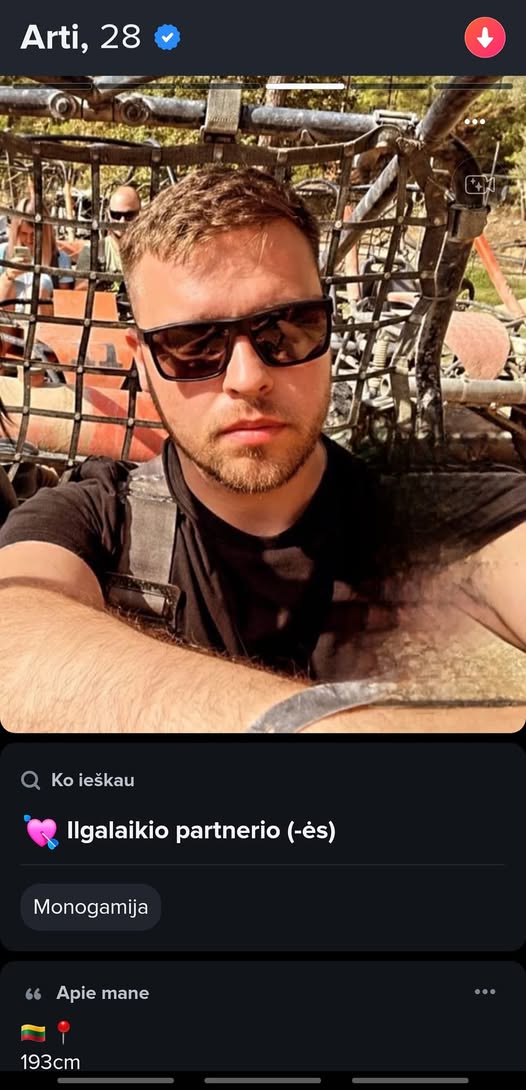 Arti, 28
Ko ieškau
💘 Ilgalaikio partnerio (-ės)
Monogamija
Apie mane
🇱🇹 📍
193cm